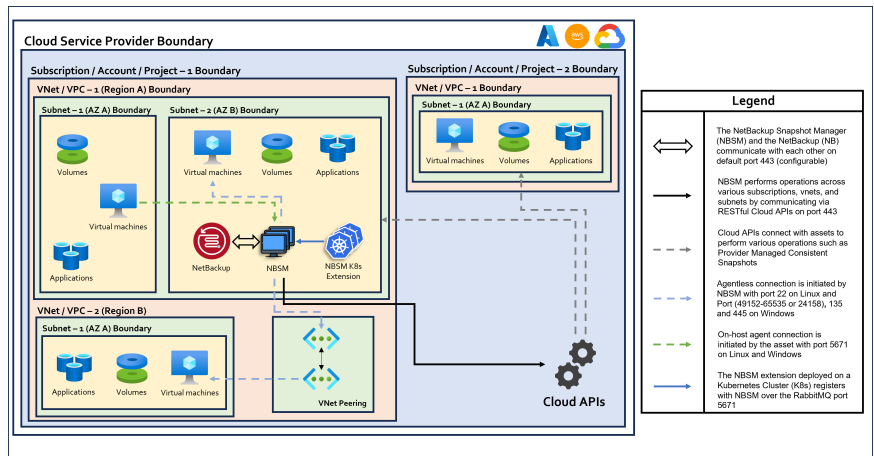 Cloud Service Provider Boundary
aws
Subscription / Account / Project – 1 Boundary
VNet / VPC – 1 (Region A) Boundary
Subnet – 1 (AZ A) Boundary
Volumes
Virtual machines
Applications
Subnet – 2 (AZ B) Boundary
Virtual machines
Volumes
Applications
NetBackup
NBSM
NBSM K8s
Extension
VNet / VPC – 2 (Region B)
Subnet – 1 (AZ A) Boundary
Applications
Volumes
Virtual machines
VNet Peering
Subscription / Account / Project – 2 Boundary
VNet / VPC – 1 Boundary
Subnet – 1 (AZ A) Boundary
Virtual machines
Volumes
Applications
Cloud APIs
Legend
The NetBackup Snapshot Manager
(NBSM) and the NetBackup (NB)
communicate with each other on
default port 443 (configurable)
NBSM performs operations across
various subscriptions, vnets, and
subnets by communicating via
RESTful Cloud APIs on port 443
Cloud APIs connect with assets to
perform various operations such as
Provider Managed Consistent
Snapshots
Agentless connection is initiated by
NBSM with port 22 on Linux and
Port (49152-65535 or 24158), 135
and 445 on Windows
On-host agent connection is
initiated by the asset with port 5671
on Linux and Windows
The NBSM extension deployed on a
Kubernetes Cluster (K8s) registers
with NBSM over the RabbitMQ port
5671